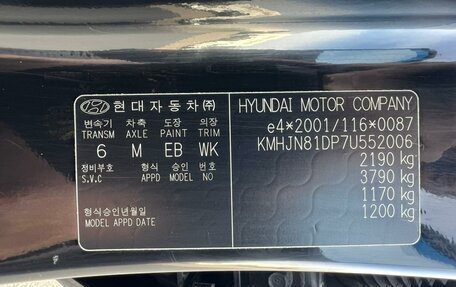 현대자동차㈜
변속기 차축 도장 의장
TRANSM AXLE PAINT TRIM
6 M EB WK
정비부호 형식 승인 번호
S.V.C APPD MODEL NO
형식승인년월일
MODEL APPD DATE
HYUNDAI MOTOR COMPANY
e4*2001/116*0087
KMHJN81DP7U552006
2190 kg
3790 kg
1170 kg
1200 kg